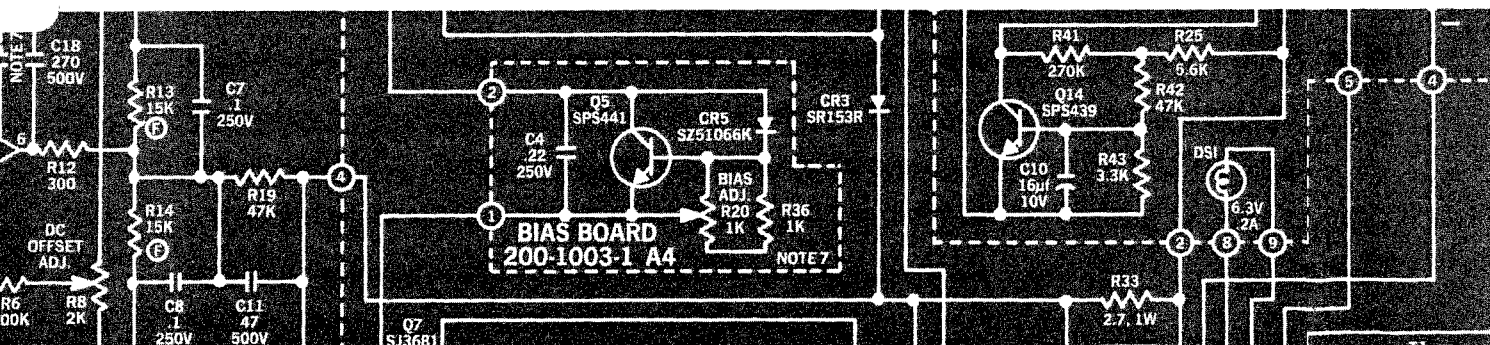 NOTE 7
C18
270
500V
R13
15K
F
C7
.1
250V
6
R12
300
R14
15K
F
R19
47K
4
DC
OFFSET
ADJ.
R6
00K
R8
2K
C8
.1
250V
C11
47
500V
2
Q5
SPS441
C4
.22
250V
CR5
SZ51066K
BIAS
ADJ.
R20
1K
R36
1K
1
BIAS BOARD
200-1003-1 A4
NOTE 7
CR3
SR153R
Q7
SJ3681
R41
270K
R25
5.6K
Q14
SPS439
R42
47K
C10
16µf
10V
R43
3.3K
DSI
6.3V
.2A
5
4
2
8
9
R33
2.7, 1W